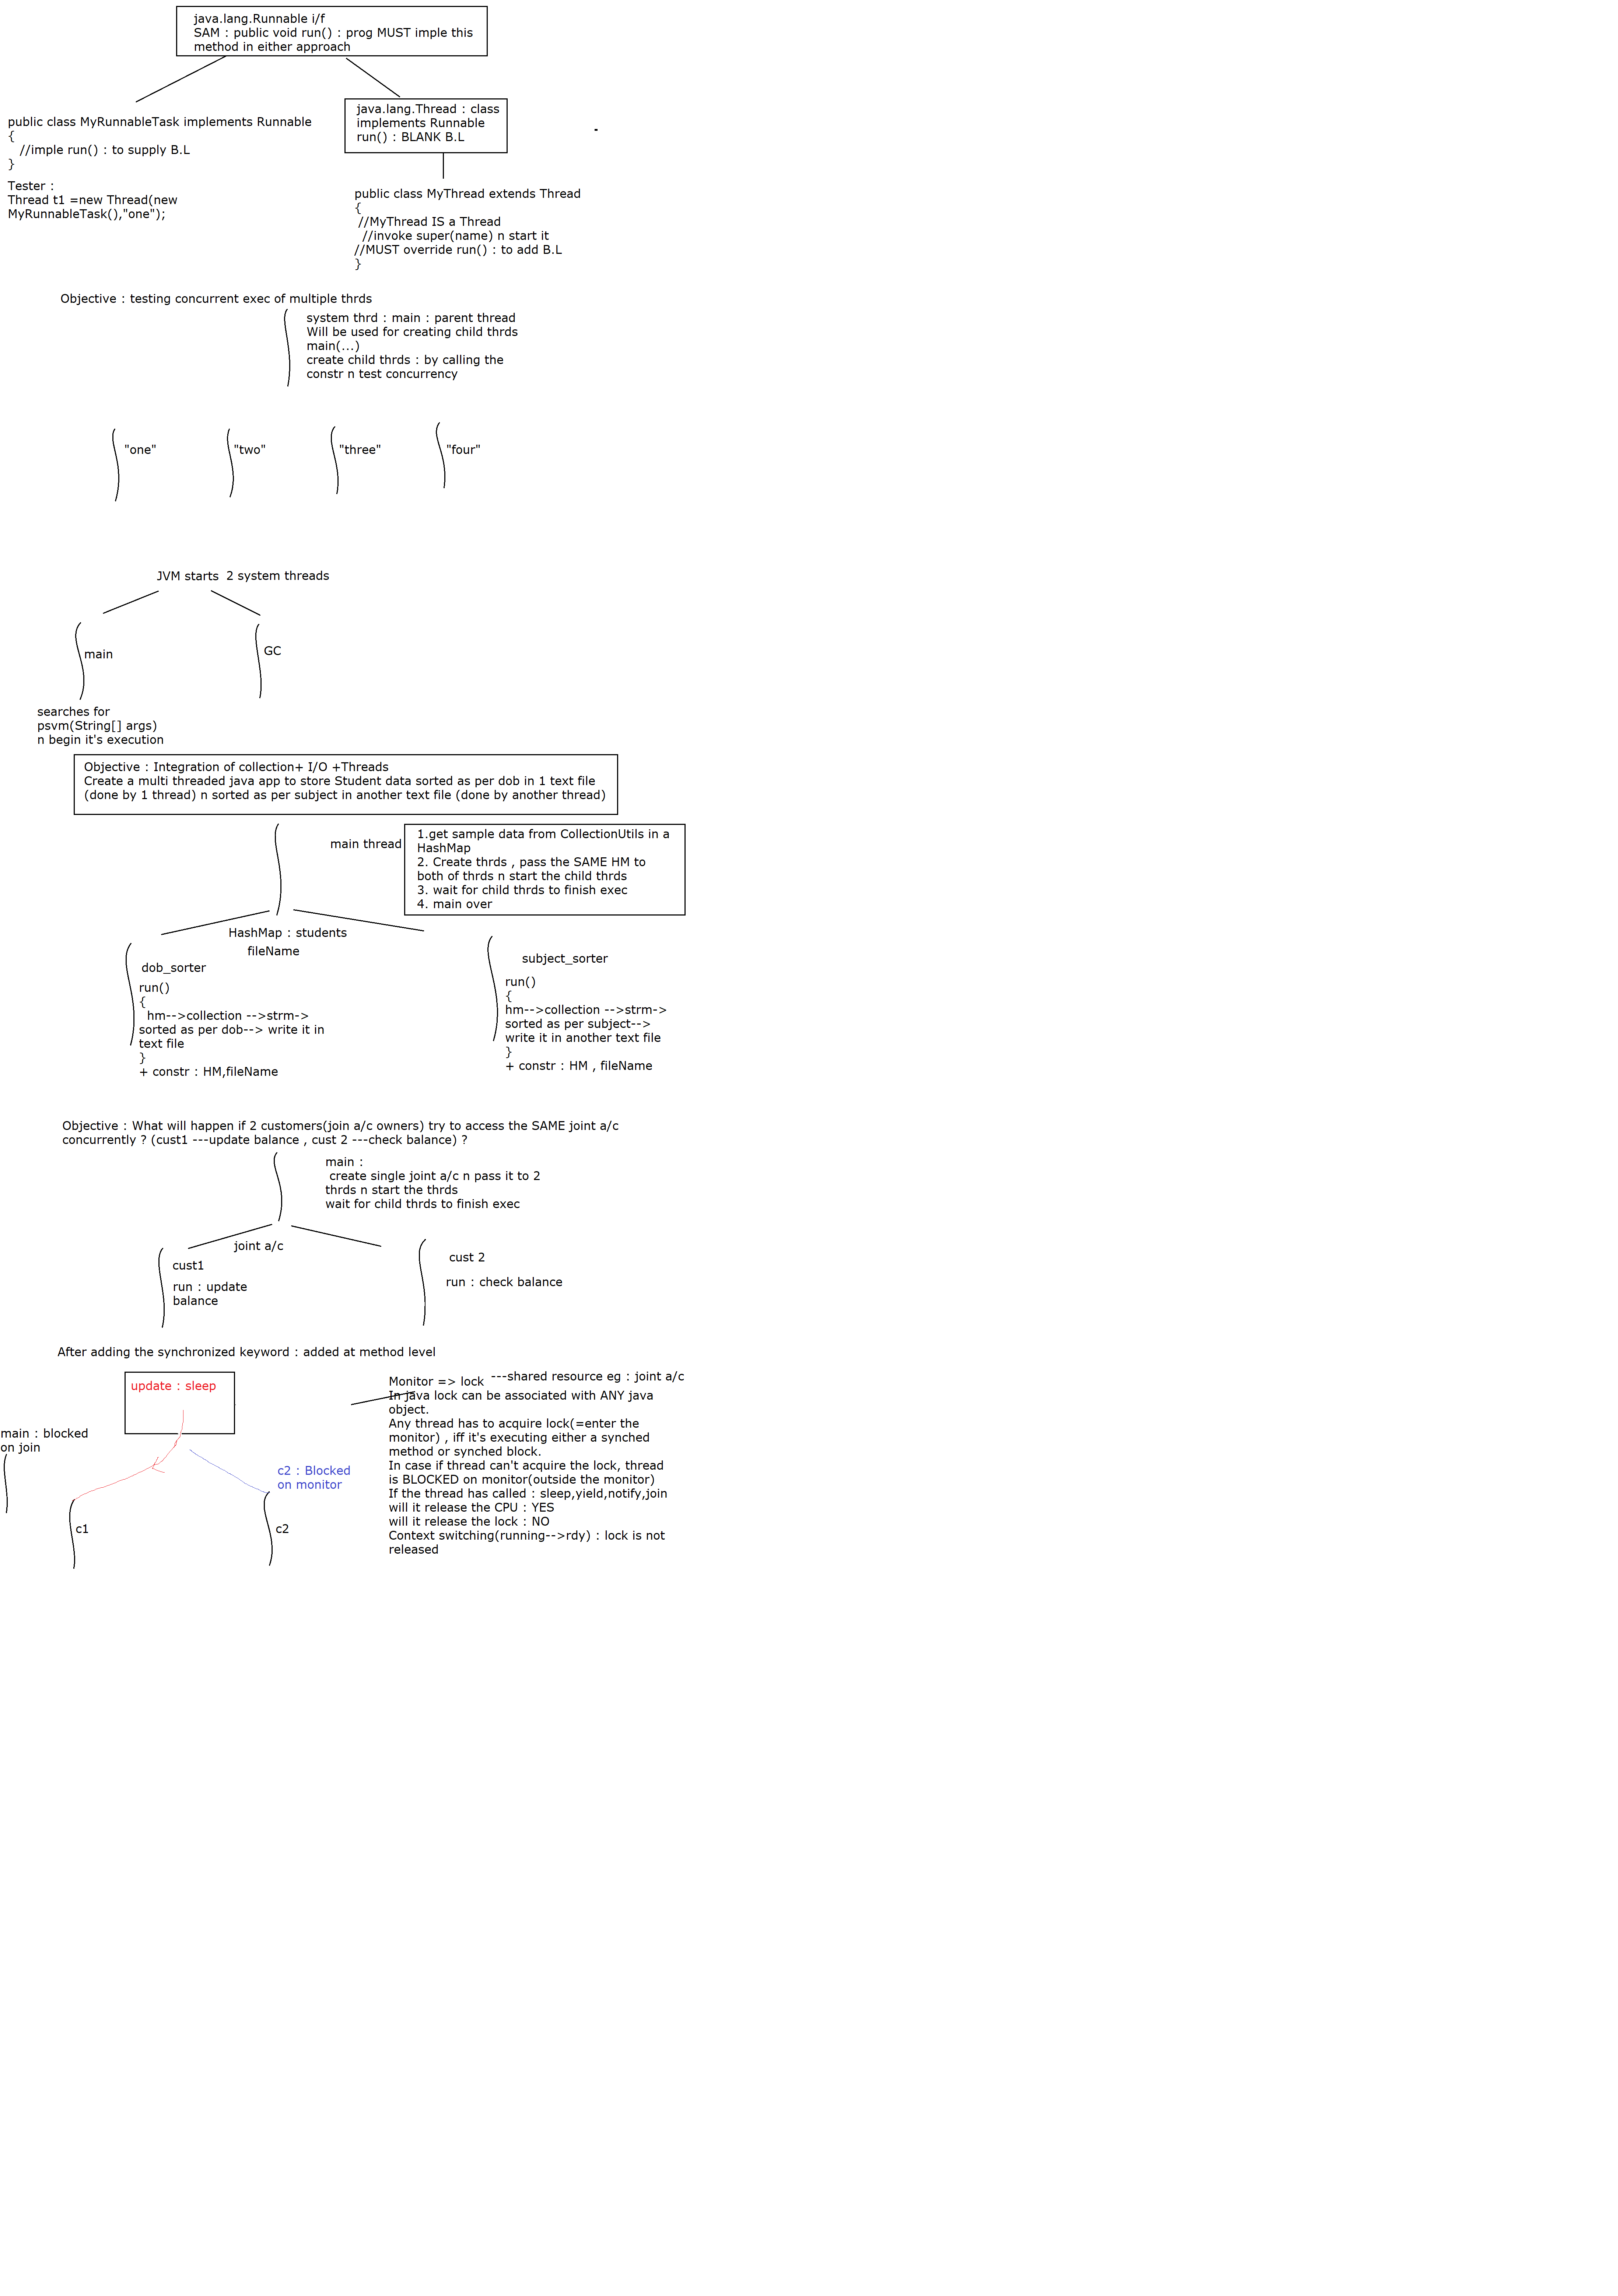 java.lang.Runnable i/f
SAM : public void run() : prog MUST imple this
method in either approach
public class MyRunnableTask implements Runnable
{
//imple run() : to supply B.L
}
Tester :
Thread t1 =new Thread(new
MyRunnableTask(),"one");
java.lang.Thread : class
implements Runnable
run() : BLANK B.L
public class MyThread extends Thread
{
//MyThread IS a Thread
//invoke super(name) n start it
//MUST override run() : to add B.L
}
Objective : testing concurrent exec of multiple thrds
system thrd : main : parent thread
Will be used for creating child thrds
main(...)
create child thrds : by calling the
constr n test concurrency
"one"
"two"
"three"
"four"
JVM starts 2 system threads
main
GC
searches for
psvm(String[] args)
n begin it's execution
Objective : Integration of collection+ I/O +Threads
Create a multi threaded java app to store Student data sorted as per dob in 1 text file
(done by 1 thread) n sorted as per subject in another text file (done by another thread)
main thread
1.get sample data from CollectionUtils in a
HashMap
2. Create thrds , pass the SAME HM to
both of thrds n start the child thrds
3. wait for child thrds to finish exec
4. main over
HashMap : students
fileName
dob_sorter
run()
{
hm-->collection -->strm->
sorted as per dob--> write it in
text file
}
+ constr : HM,fileName
subject_sorter
run()
{
hm-->collection -->strm->
sorted as per subject-->
write it in another text file
}
+ constr : HM , fileName
Objective : What will happen if 2 customers(join a/c owners) try to access the SAME joint a/c
concurrently ? (cust1 ---update balance , cust 2 ---check balance) ?
main :
create single joint a/c n pass it to 2
thrds n start the thrds
wait for child thrds to finish exec
joint a/c
cust1
run : update
balance
cust 2
run : check balance
After adding the synchronized keyword : added at method level
update : sleep
main : blocked
on join
c2 : Blocked
on monitor
c1
c2
Monitor => lock ---shared resource eg : joint a/c
In java lock can be associated with ANY java
object.
Any thread has to acquire lock(=enter the
monitor) , iff it's executing either a synched
method or synched block.
In case if thread can't acquire the lock, thread
is BLOCKED on monitor(outside the monitor)
If the thread has called : sleep,yield,notify,join
will it release the CPU : YES
will it release the lock : NO
Context switching(running-->rdy) : lock is not
released